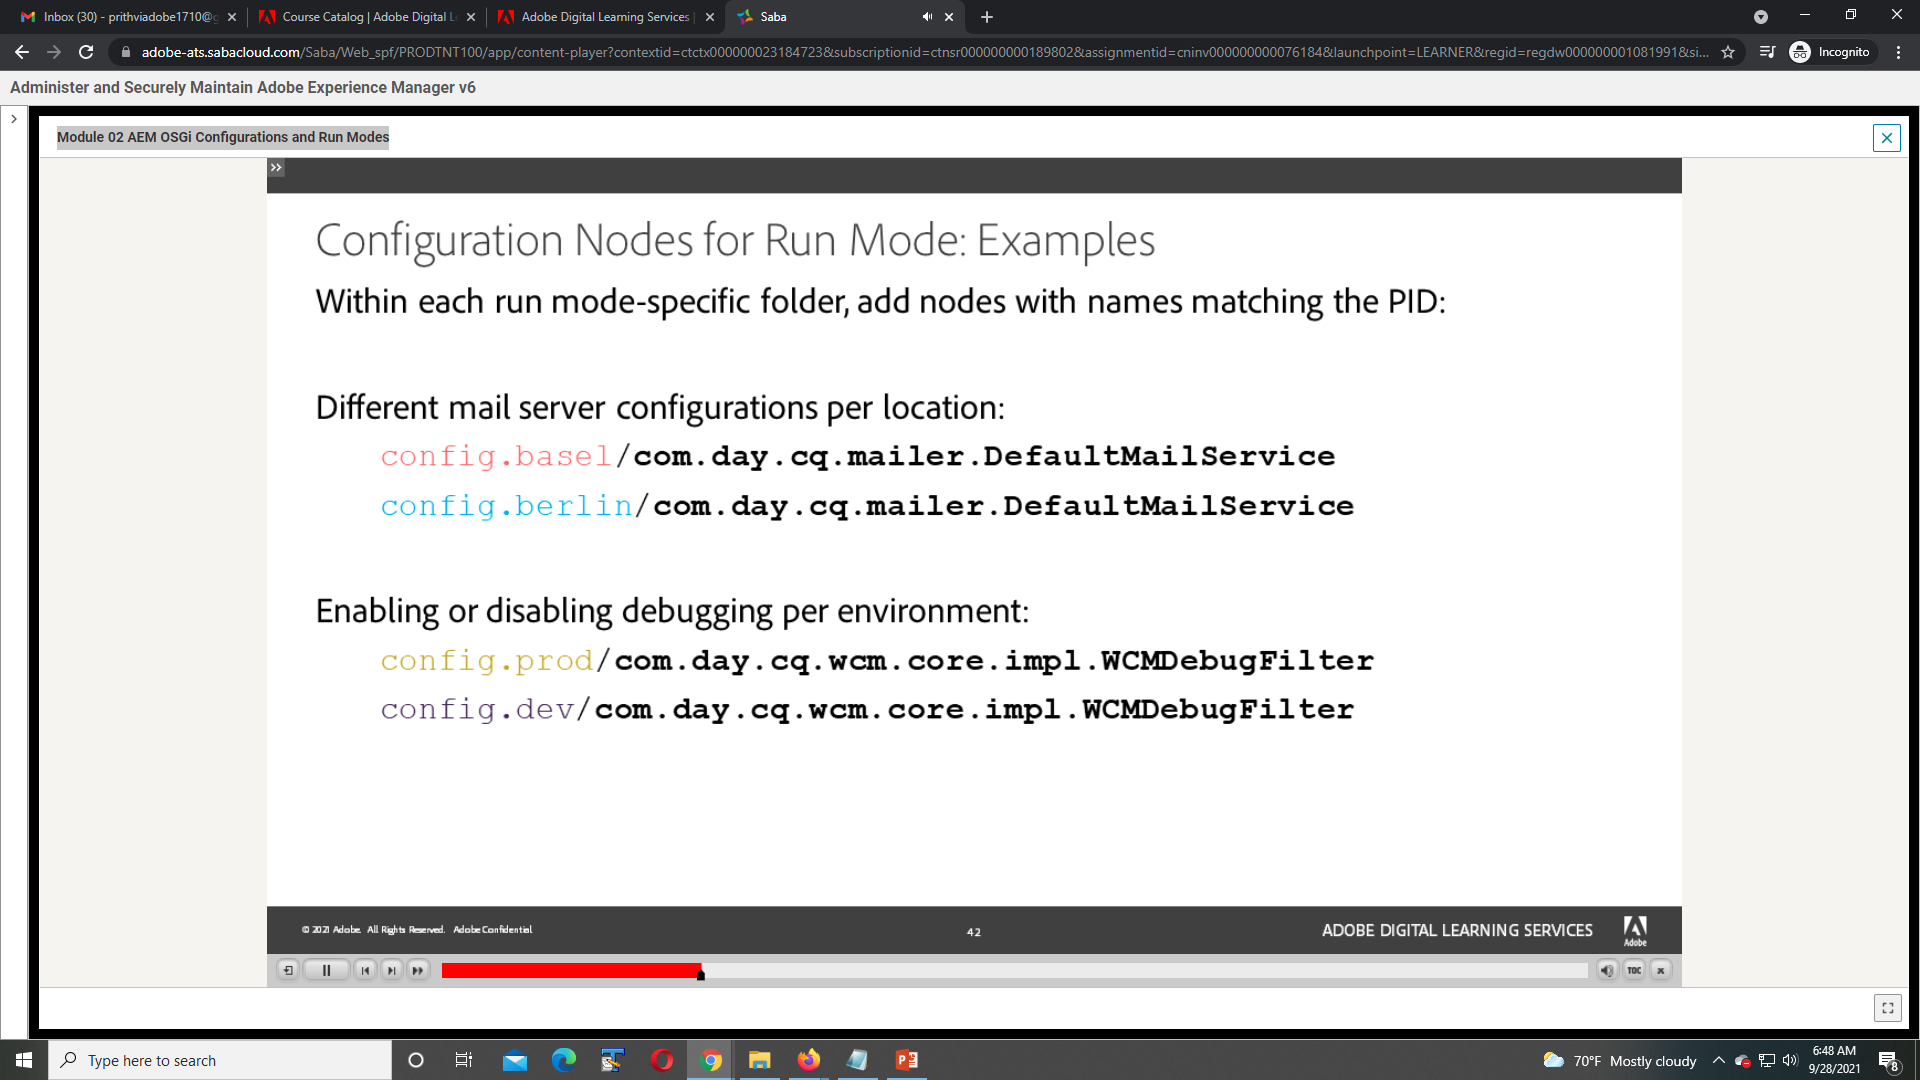 Inbox (30) - prithviadobe1710@g
Course Catalog | Adobe Digital L
Adobe Digital Learning Services |
Saba
adobe-ats.sabacloud.com/Saba/Web_spf/PRODTNT100/app/content-player?contextid=ctctx000000023184723&subscriptionid=ctnsr0000000000189802&assignmentid=cninv000000000076184&launchpoint=LEARNER&regid=regdw000000001081991&si...
Incognito
Administer and Securely Maintain Adobe Experience Manager v6
Module 02 AEM OSGi Configurations and Run Modes
Configuration Nodes for Run Mode: Examples
Within each run mode-specific folder, add nodes with names matching the PID:
Different mail server configurations per location:
config.basel/com.day.cq.mailer.DefaultMailService
config.berlin/com.day.cq.mailer.DefaultMailService
Enabling or disabling debugging per environment:
config.prod/com.day.cq.wcm.core.impl.WCMDebugFilter
config.dev/com.day.cq.wcm.core.impl.WCMDebugFilter
© 2021 Adobe. All Rights Reserved. Adobe Confidential
42
ADOBE DIGITAL LEARNING SERVICES
Adobe
TOC
Type here to search
70°F Mostly cloudy
6:48 AM
9/28/2021
8